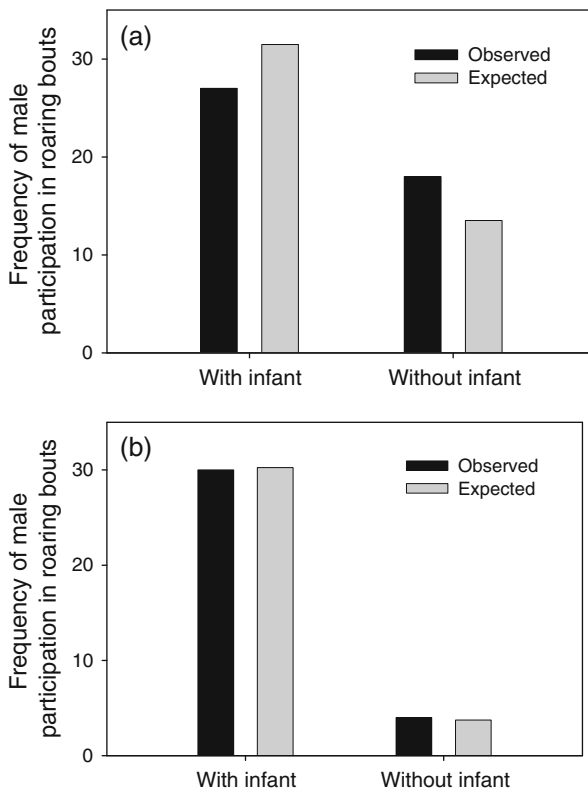 (a)
Observed
Expected
Frequency of male
participation in roaring bouts
30
20
10
0
With infant
Without infant
(b)
Observed
Expected
Frequency of male
participation in roaring bouts
30
20
10
0
With infant
Without infant